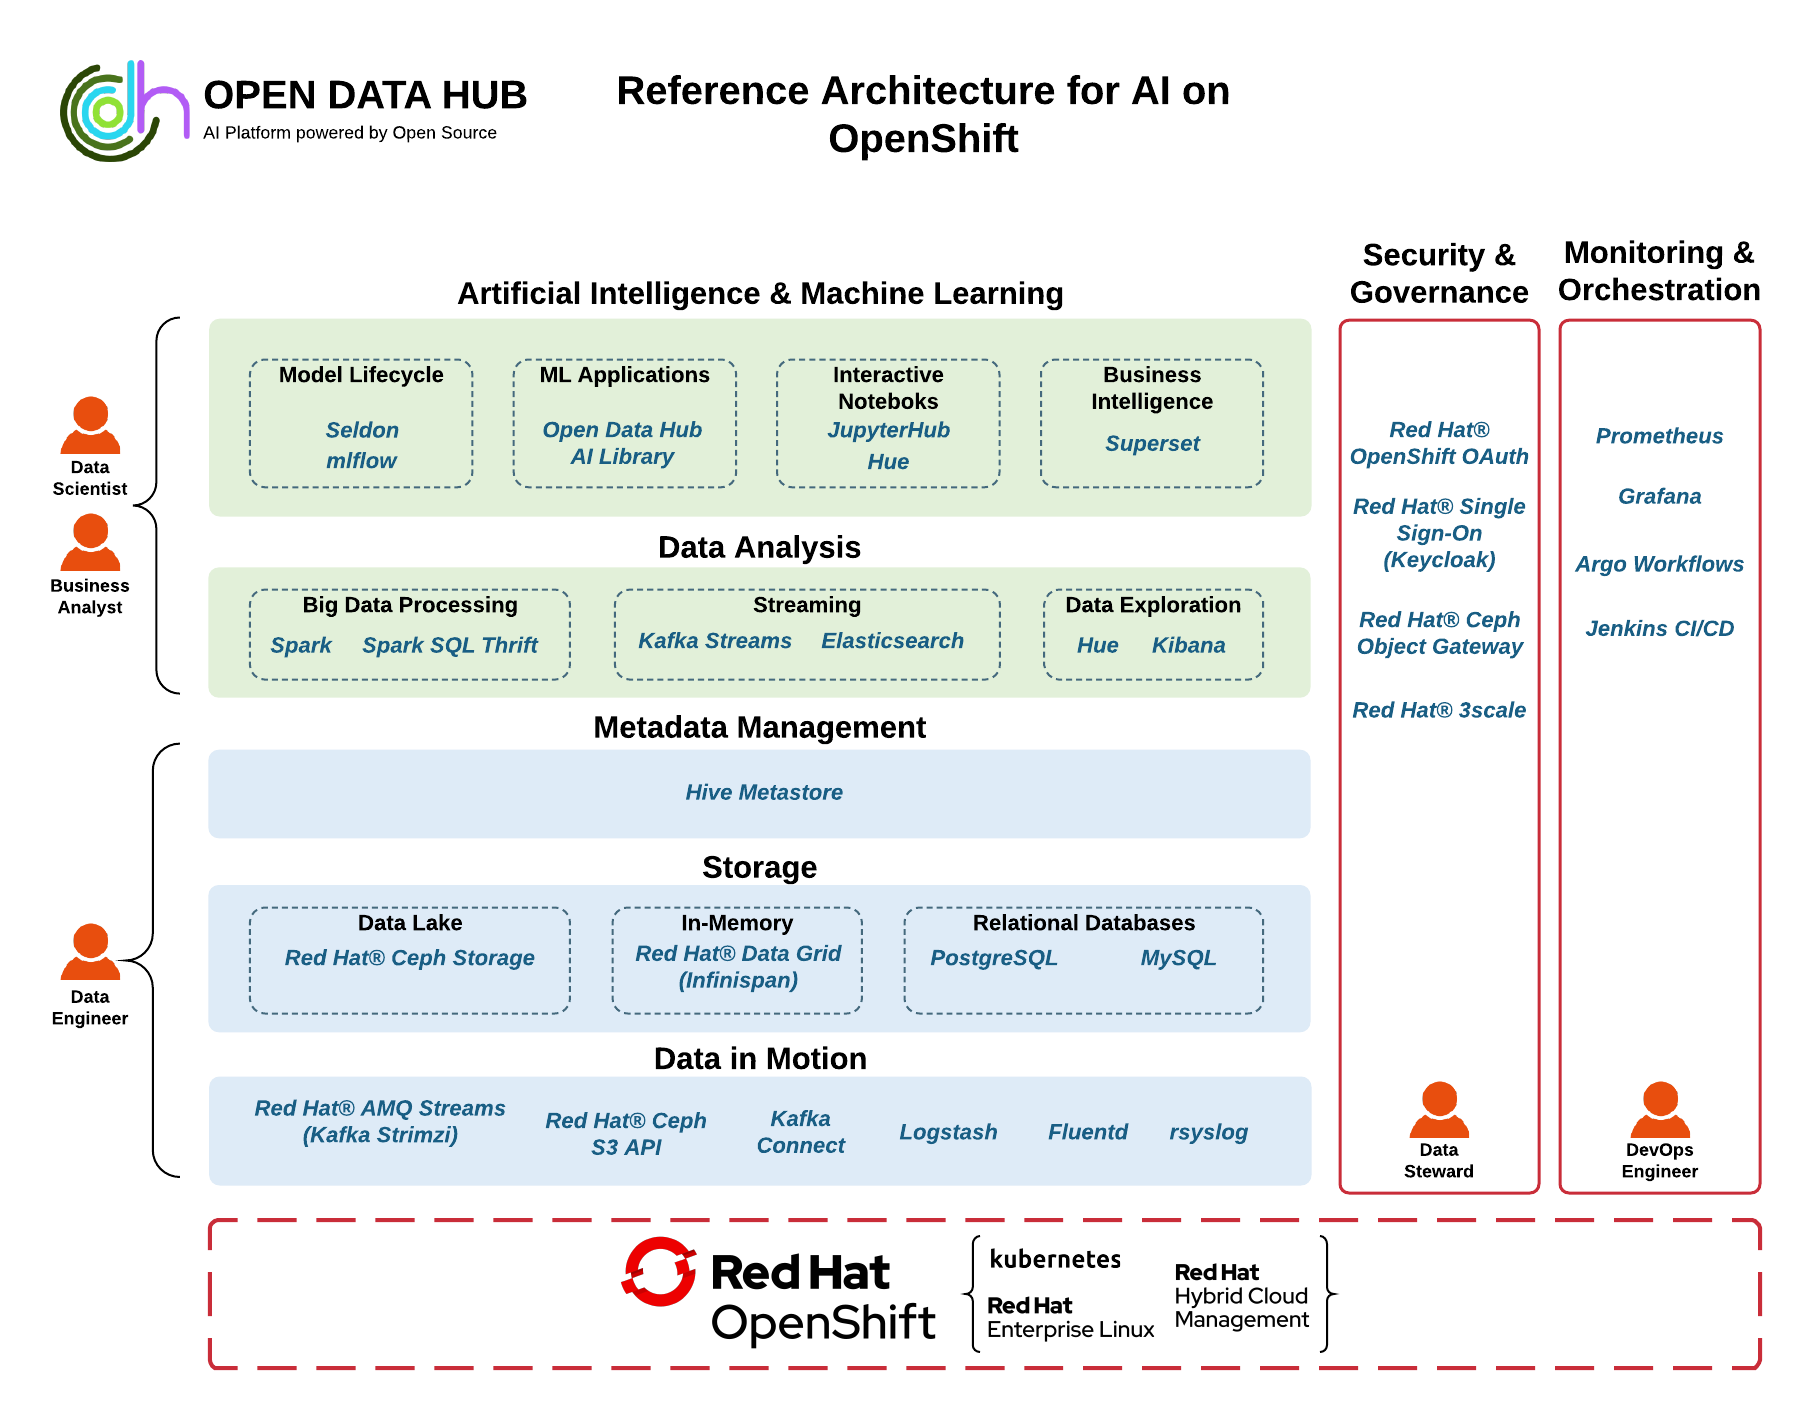 OPEN DATA HUB
AI Platform powered by Open Source
Reference Architecture for AI on
OpenShift
Artificial Intelligence & Machine Learning
Model Lifecycle
Seldon
mlflow
ML Applications
Open Data Hub
AI Library
Interactive
Noteboks
JupyterHub
Hue
Business
Intelligence
Superset
Data
Scientist
Business
Analyst
Data Analysis
Big Data Processing
Spark Spark SQL Thrift
Streaming
Kafka Streams Elasticsearch
Data Exploration
Hue Kibana
Metadata Management
Hive Metastore
Storage
Data Lake
Red Hat® Ceph Storage
In-Memory
Red Hat® Data Grid
(Infinispan)
Relational Databases
PostgreSQL MySQL
Data
Engineer
Data in Motion
Red Hat® AMQ Streams
(Kafka Strimzi)
Red Hat® Ceph
S3 API
Kafka
Connect
Logstash
Fluentd
rsyslog
Security &
Governance
Red Hat®
OpenShift OAuth
Red Hat® Single
Sign-On
(Keycloak)
Red Hat® Ceph
Object Gateway
Red Hat® 3scale
Data
Steward
Monitoring &
Orchestration
Prometheus
Grafana
Argo Workflows
Jenkins CI/CD
DevOps
Engineer
Red Hat
OpenShift
kubernetes
Red Hat
Enterprise Linux
Red Hat
Hybrid Cloud
Management